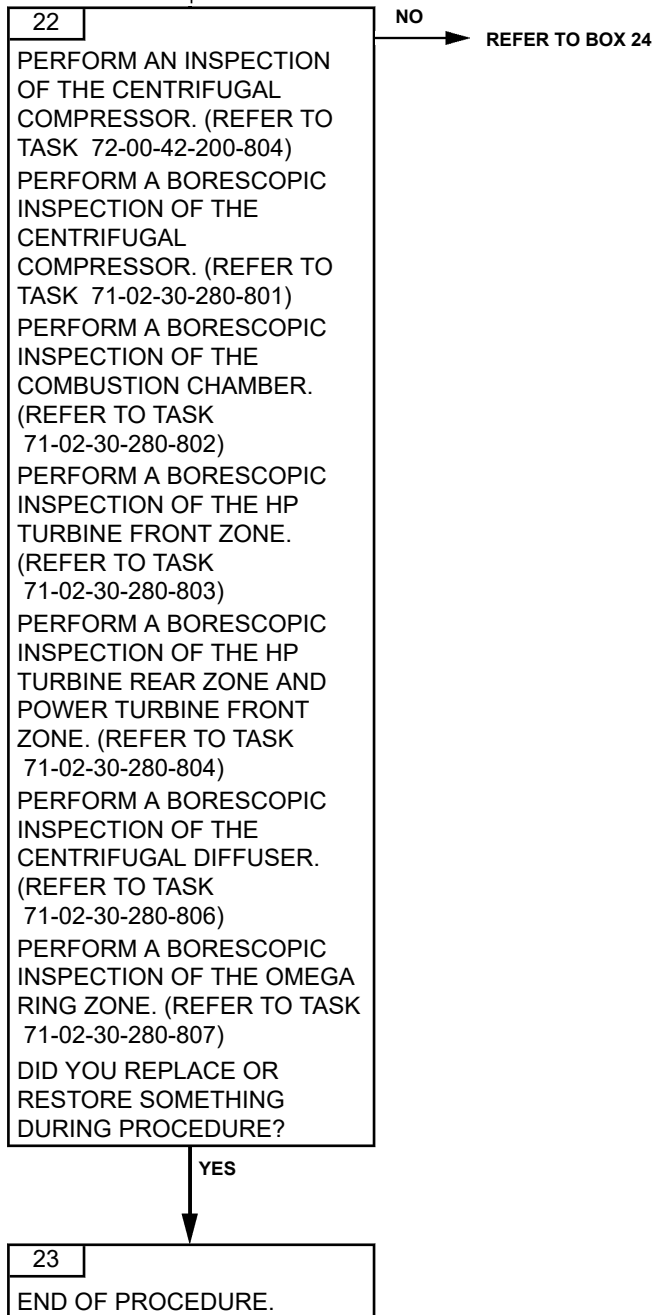 22
NO
REFER TO BOX 24
PERFORM AN INSPECTION
OF THE CENTRIFUGAL
COMPRESSOR. (REFER TO
TASK 72-00-42-200-804)
PERFORM A BORESCOPIC
INSPECTION OF THE
CENTRIFUGAL
COMPRESSOR. (REFER TO
TASK 71-02-30-280-801)
PERFORM A BORESCOPIC
INSPECTION OF THE
COMBUSTION CHAMBER.
(REFER TO TASK
71-02-30-280-802)
PERFORM A BORESCOPIC
INSPECTION OF THE HP
TURBINE FRONT ZONE.
(REFER TO TASK
71-02-30-280-803)
PERFORM A BORESCOPIC
INSPECTION OF THE HP
TURBINE REAR ZONE AND
POWER TURBINE FRONT
ZONE. (REFER TO TASK
71-02-30-280-804)
PERFORM A BORESCOPIC
INSPECTION OF THE
CENTRIFUGAL DIFFUSER.
(REFER TO TASK
71-02-30-280-806)
PERFORM A BORESCOPIC
INSPECTION OF THE OMEGA
RING ZONE. (REFER TO TASK
71-02-30-280-807)
DID YOU REPLACE OR
RESTORE SOMETHING
DURING PROCEDURE?
YES
23
END OF PROCEDURE.